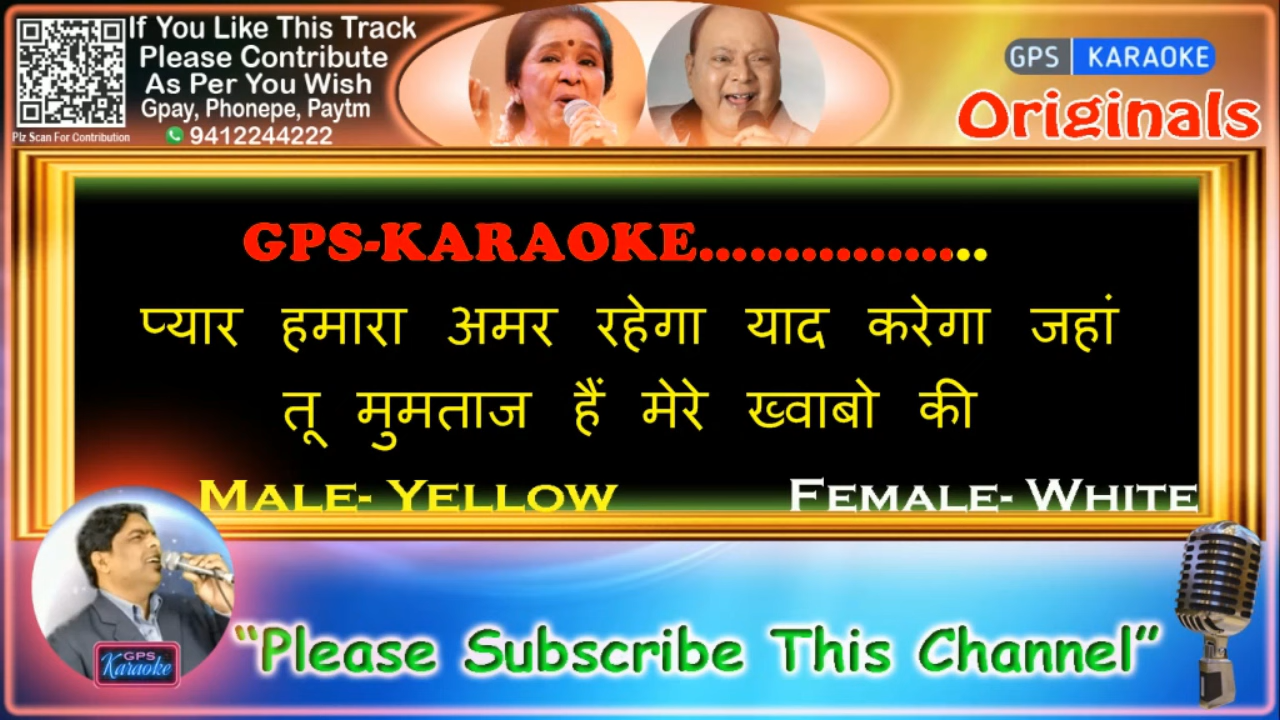 If You Like This Track
Please Contribute
As Per You Wish
Gpay, Phonepe, Paytm
Plz Scan For Contribution
9412244222
GPS KARAOKE
Originals
GPS-KARAOKE..................
प्यार हमारा अमर रहेगा याद करेगा जहां
तू मुमताज हैं मेरे ख्वाबो की
MALE- YELLOW FEMALE- WHITE
GPS
Karaoke
“Please Subscribe This Channel”